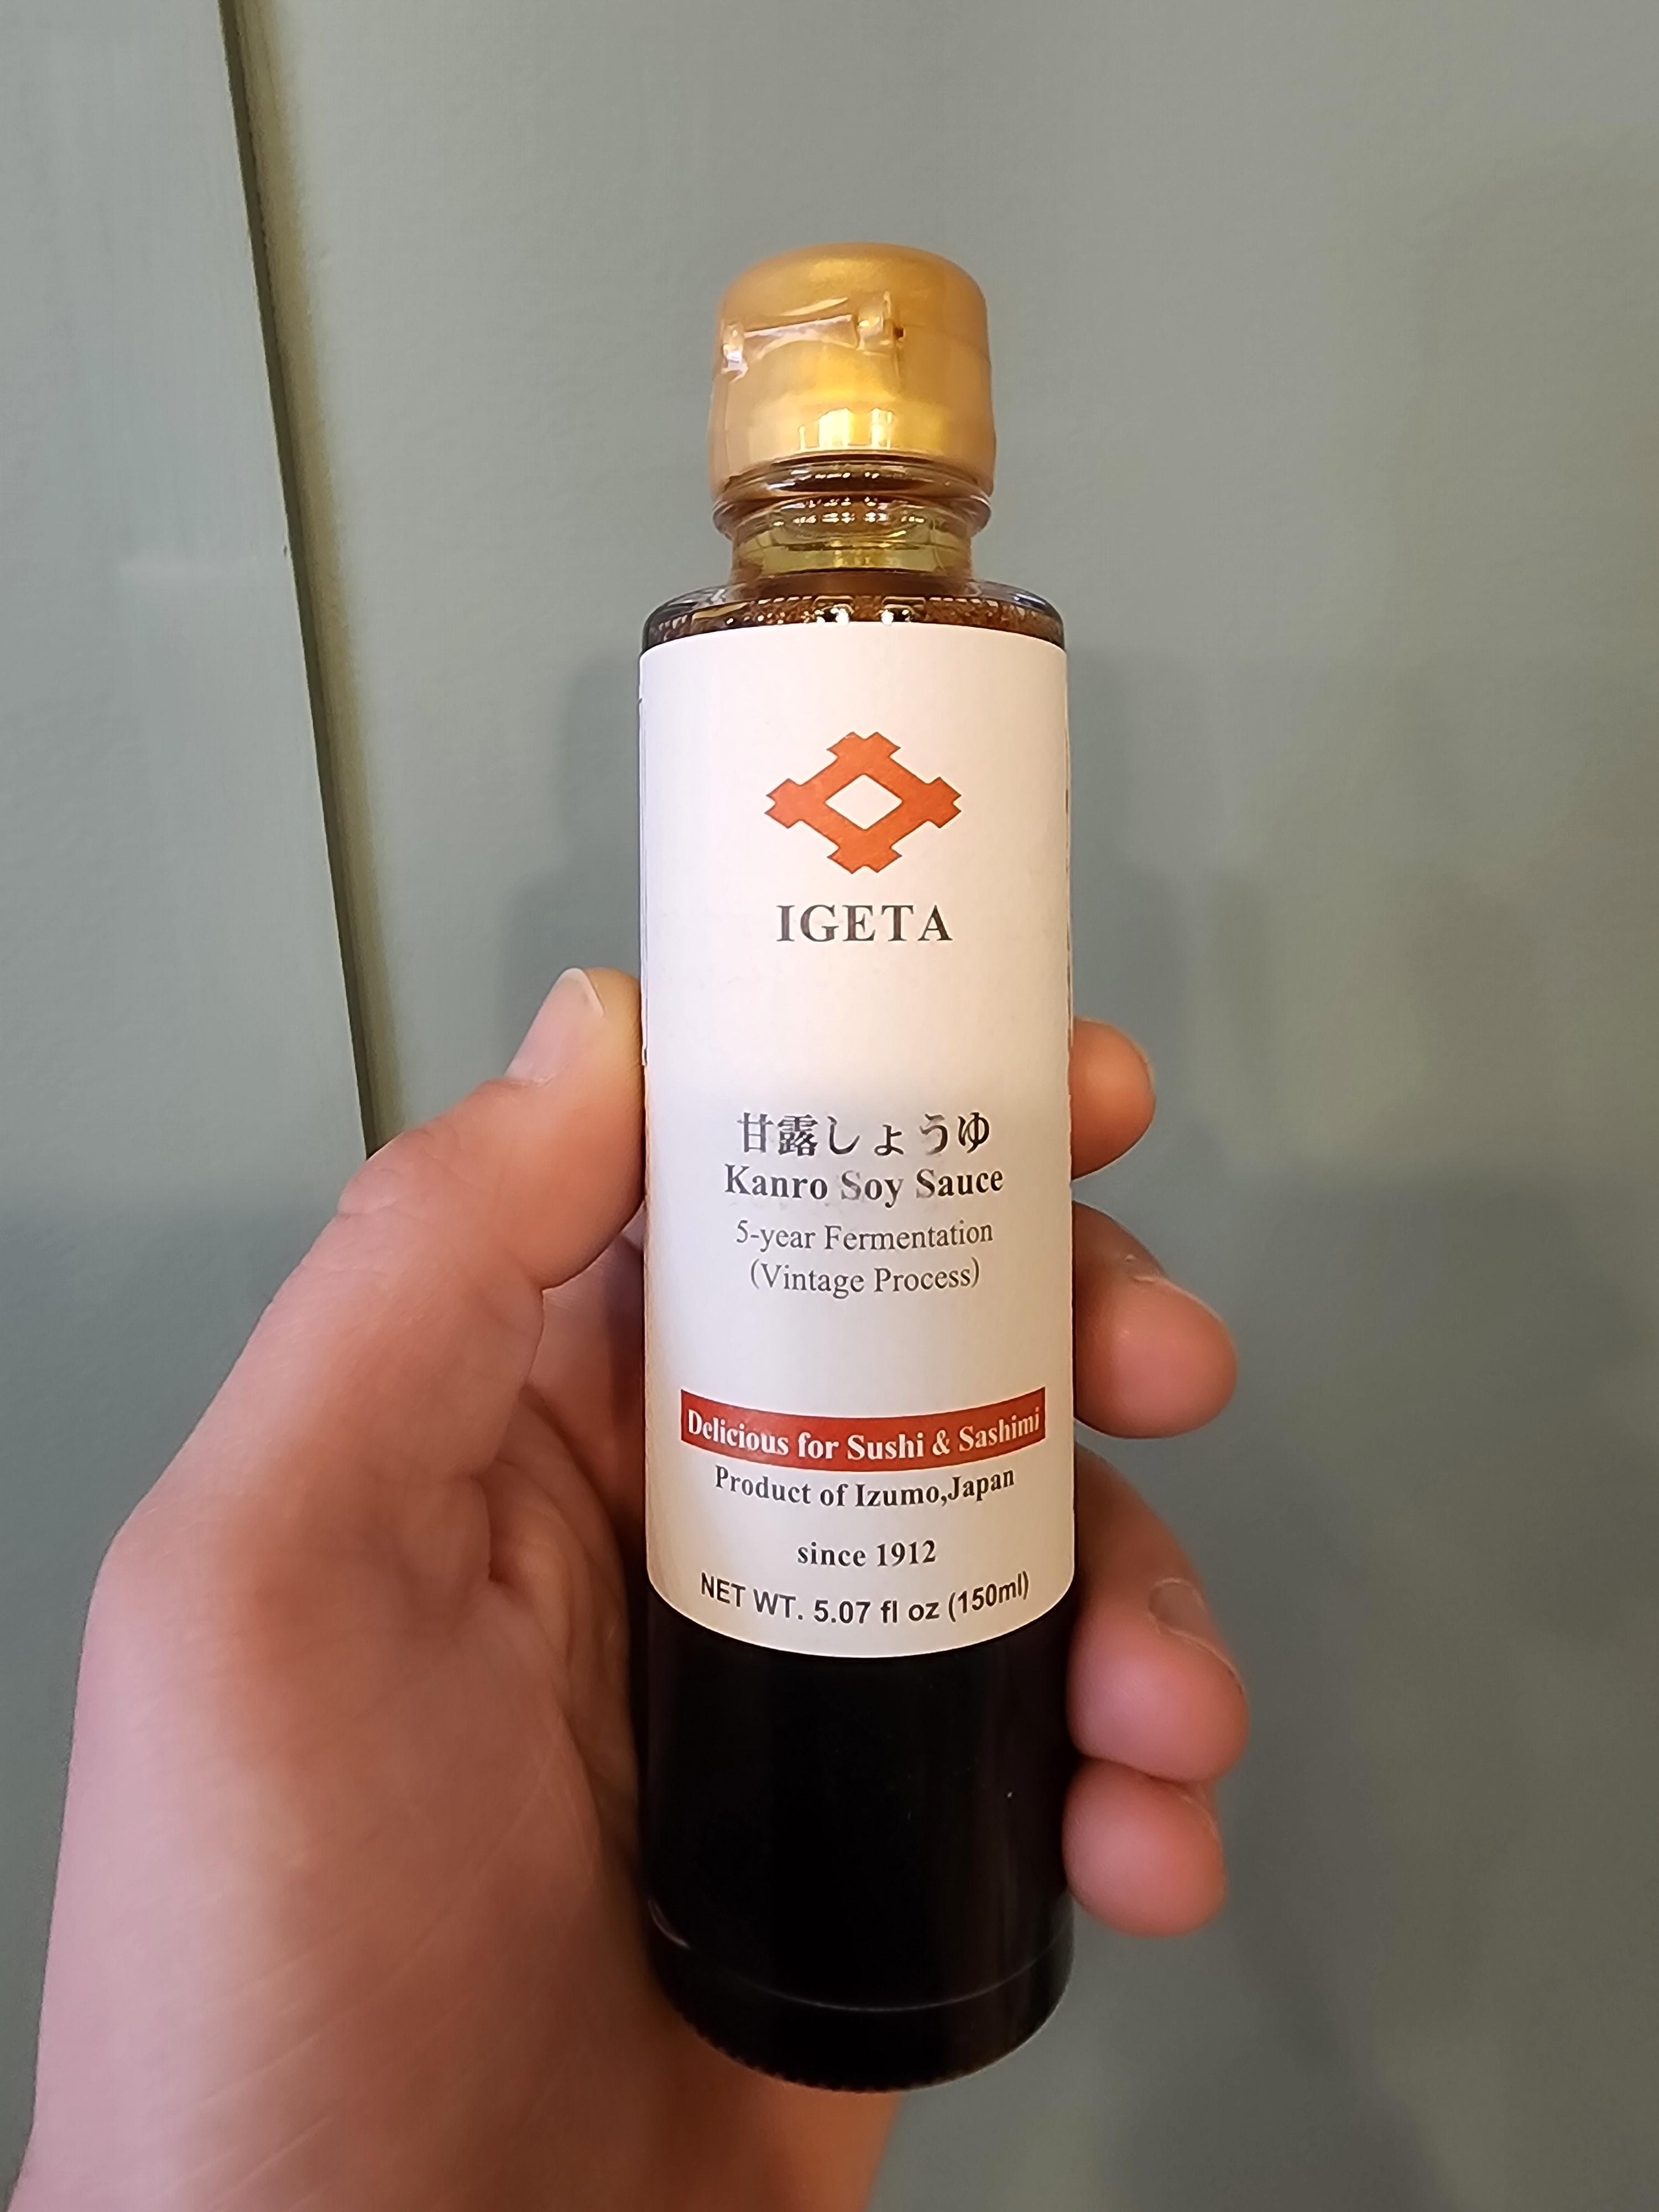 IGETA
甘露しょうゆ
Kanro Soy Sauce
5-year Fermentation
(Vintage Process)
Delicious for Sushi & Sashimi
Product of Izumo,Japan
since 1912
NET WT. 5.07 fl oz (150ml)